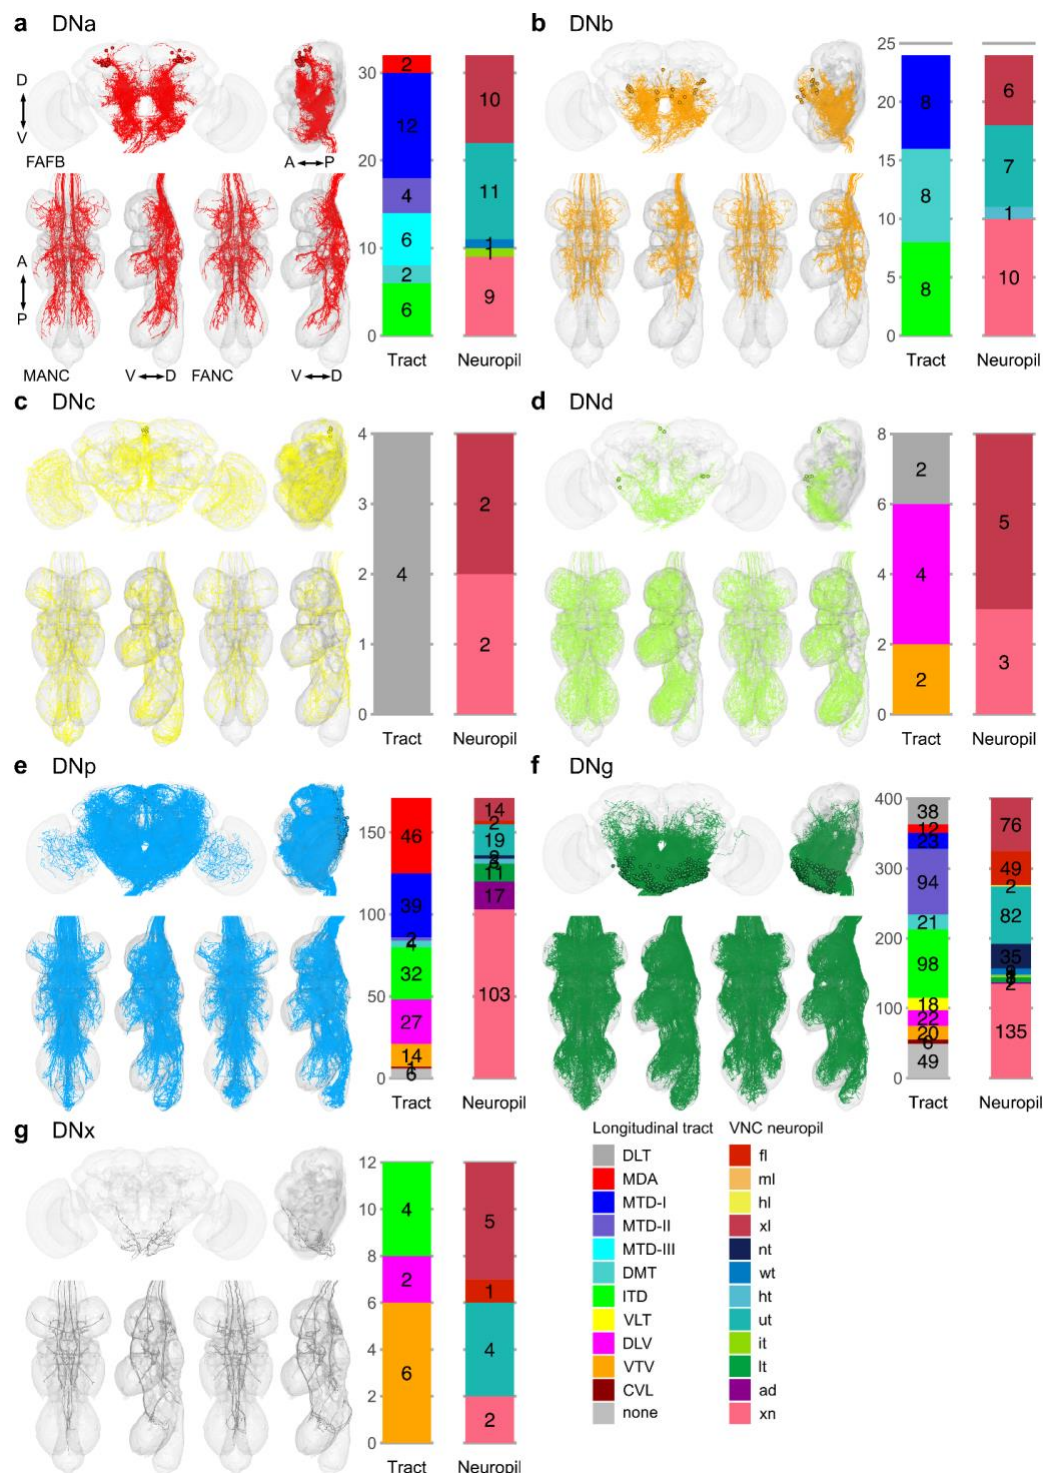 a DNa
D
V
FAFB
A P
A
P
MANC
V D
FANC
V D
30
20
10
0
2
12
4
6
2
6
10
11
1
1
9
Tract
Neuropil
b DNb
25
20
15
10
5
0
8
8
8
6
7
1
10
Tract
Neuropil
c DNc
4
3
2
1
0
4
2
2
Tract
Neuropil
d DNd
8
6
4
2
0
2
4
2
5
3
Tract
Neuropil
e DNp
150
100
50
0
46
39
32
27
14
6
14
2
19
11
17
103
Tract
Neuropil
f DNg
400
300
200
100
0
38
12
23
94
21
98
18
22
20
6
49
76
49
2
82
35
2
135
Tract
Neuropil
g DNx
12
10
8
6
4
2
0
4
2
6
5
1
4
2
Tract
Neuropil
Longitudinal tract
DLT
MDA
MTD-I
MTD-II
MTD-III
DMT
ITD
VLT
DLV
VTV
CVL
none
VNC neuropil
fl
ml
hl
xl
nt
wt
ht
ut
it
lt
ad
xn